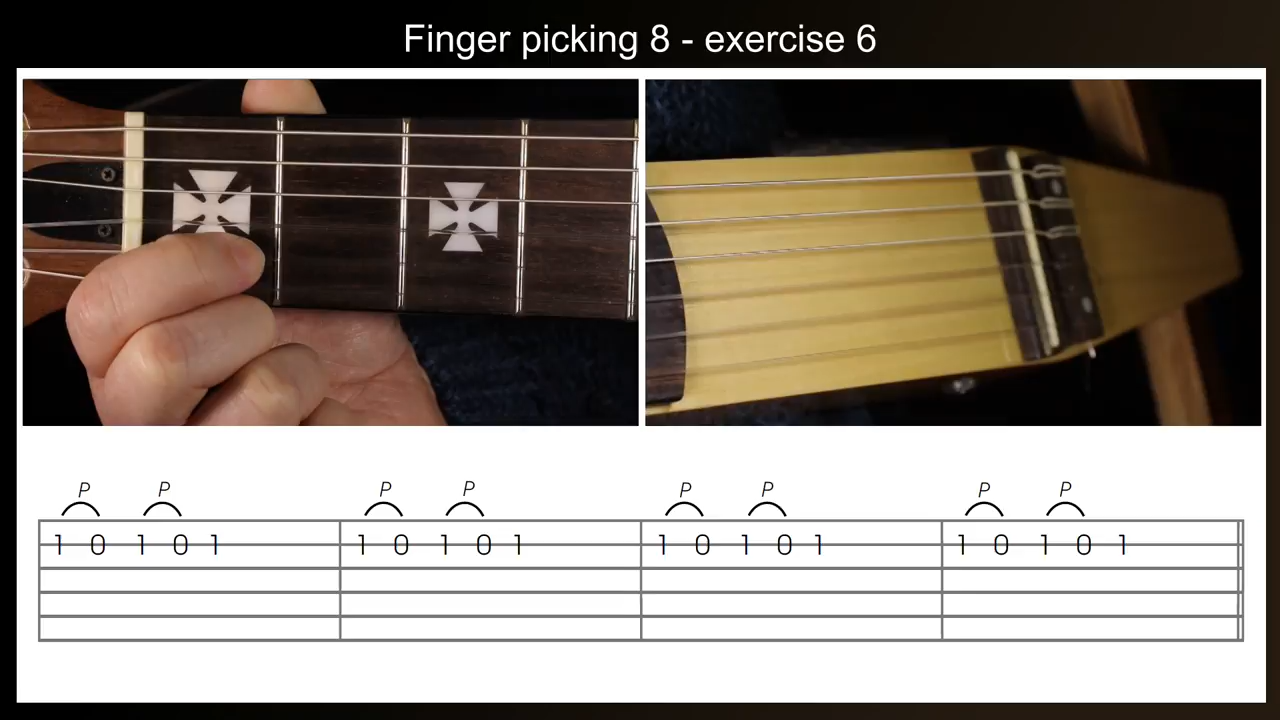 Finger picking 8 - exercise 6
P P P P P P P P
1 0 1 0 1 1 0 1 0 1 1 0 1 0 1 1 0 1 0 1